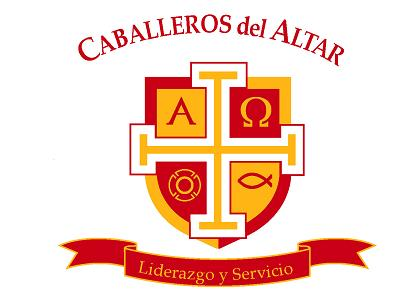 CABALLEROS del ALTAR
Α Ω
Liderazgo y Servicio